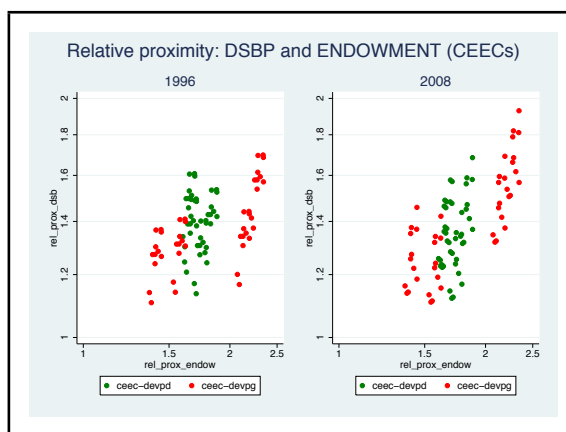 Relative proximity: DSBP and ENDOWMENT (CEECs)
1996
2
1.8
1.6
1.4
1.2
1
rel_prox_dsb
1
1.5
2
2.5
rel_prox_endow
ceec-devpd
ceec-devpg
2008
2
1.8
1.6
1.4
1.2
1
rel_prox_dsb
1
1.5
2
2.5
rel_prox_endow
ceec-devpd
ceec-devpg